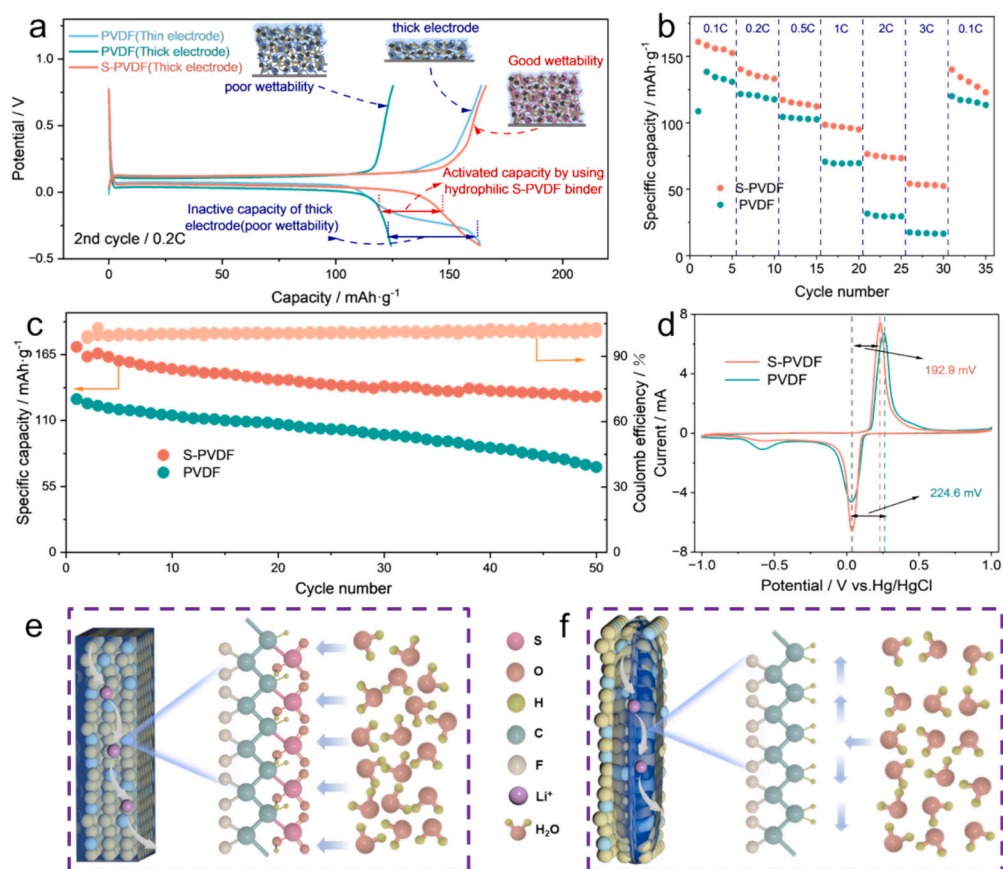 a
PVDF(Thin electrode)
PVDF(Thick electrode)
S-PVDF(Thick electrode)
thick electrode
Good wettability
poor wettability
Activated capacity by using
hydrophilic S-PVDF binder
Inactive capacity of thick
electrode(poor wettability)
2nd cycle / 0.2C
Potential / V
1.0
0.5
0.0
-0.5
0
50
100
150
200
Capacity / mAh·g-1
b
0.1C
0.2C
0.5C
1C
2C
3C
0.1C
Speciffic capacity / mAh·g-1
150
100
50
0
S-PVDF
PVDF
0
5
10
15
20
25
30
35
Cycle number
c
Specific capacity / mAh·g-1
165
110
55
0
S-PVDF
PVDF
90
60
30
0
Coulomb efficiency / %
0
10
20
30
40
50
Cycle number
d
S-PVDF
PVDF
192.9 mV
224.6 mV
Current / mA
8
4
0
-4
-8
-1.0
-0.5
0.0
0.5
1.0
Potential / V vs.Hg/HgCl
e
S
O
H
C
F
Li+
H2O
f